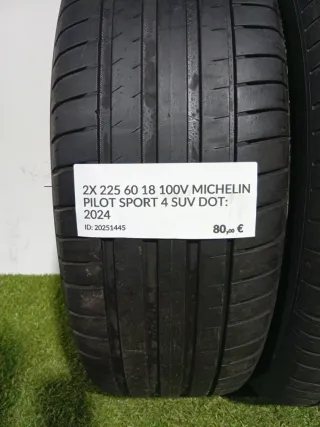 2X 225 60 18 100V MICHELIN
PILOT SPORT 4 SUV DOT:
2024
ID: 20251445 80,00 €